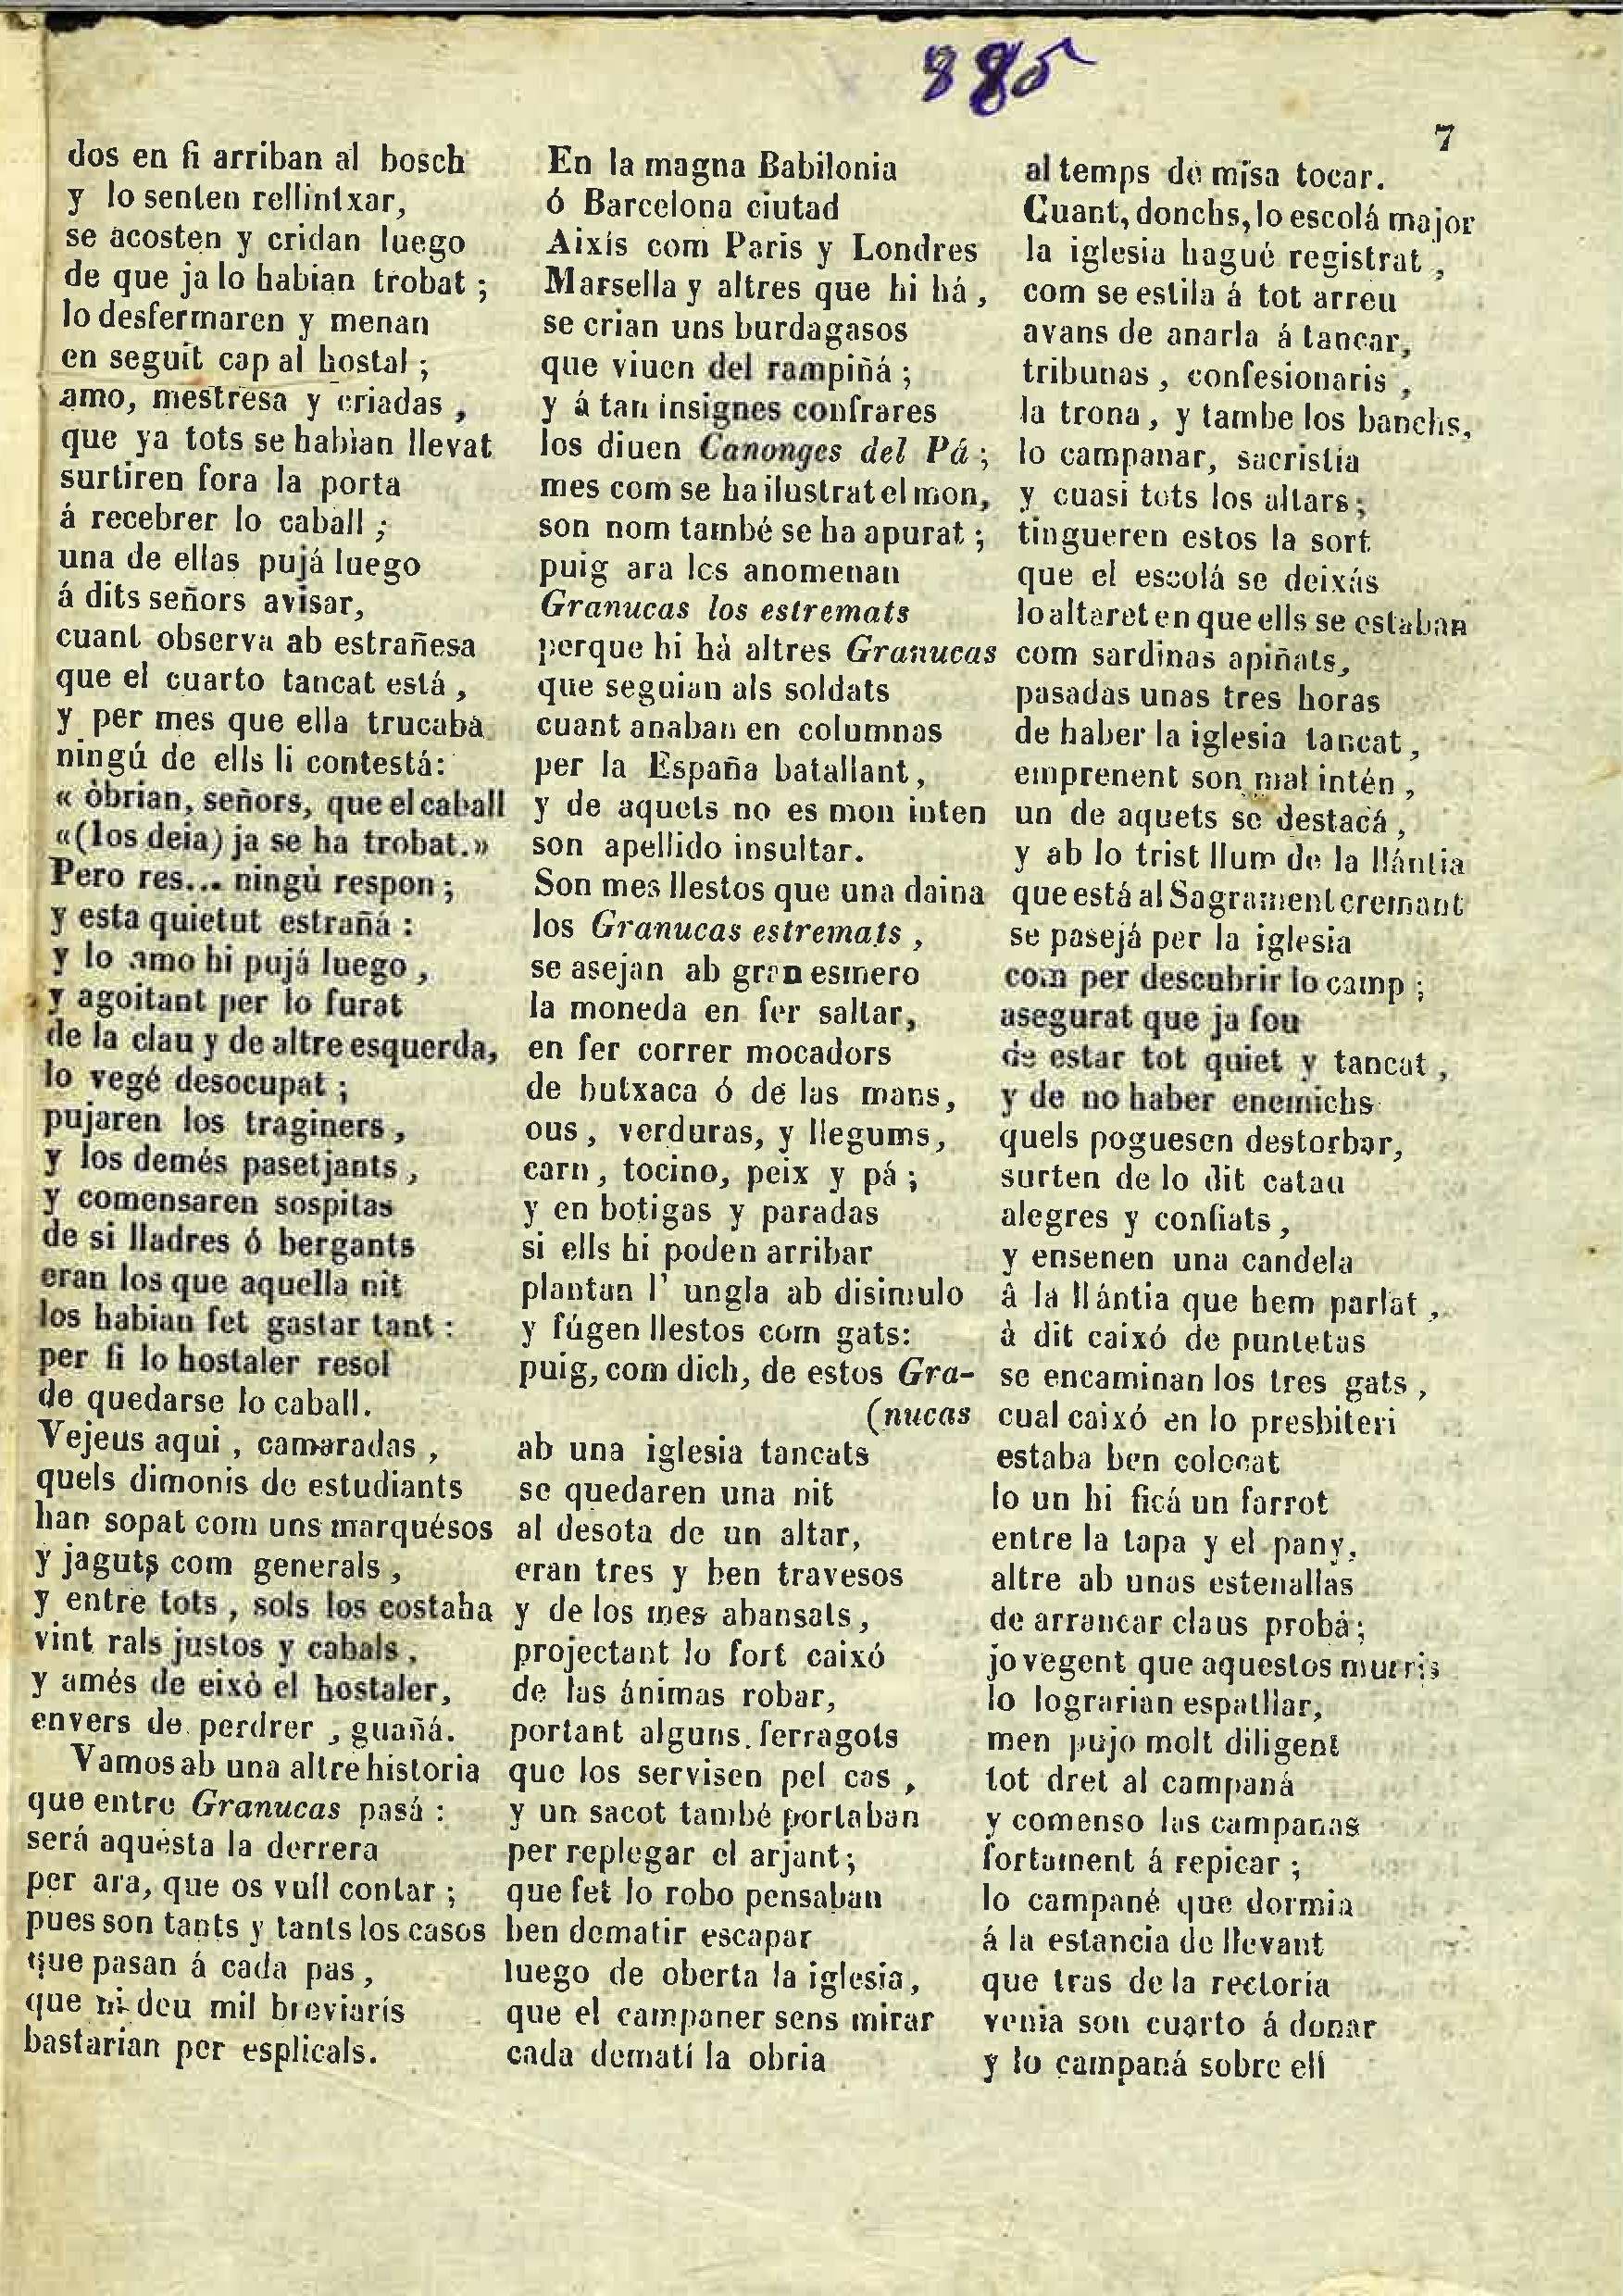 885
7
dos en fi arriban al bosch
y lo senten rellintxar,
se acosten y cridan luego
de que ja lo habian trobat ;
lo desfermaren y menan
en seguit cap al hostal ;
amo, mestresa y criadas ,
que ya tots se habian llevat
surtiren fora la porta
á recebrer lo caball ;
una de ellas pujá luego
á dits señors avisar,
cuant observa ab estrañesa
que el cuarto tancat está ,
y per mes que ella trucaba
ningú de ells li contestá:
« òbrian, señors, que el caball
«(los deia) ja se ha trobat.»
Pero res... ningù respon ;
y esta quietut estrañá :
y lo amo hi pujá luego ,
y agoitant per lo furat
de la clau y de altre esquerda,
lo vegé desocupat ;
pujaren los traginers ,
y los demés pasetjants ,
y comensaren sospitas
de si lladres ó bergants
eran los que aquella nit
los habian fet gastar tant :
per fi lo hostaler resol
de quedarse lo caball.
Vejeus aqui , camaradas ,
quels dimonis de estudiants
han sopat com uns marquésos
y jaguts com generals ,
y entre tots , sols los costaba
vint rals justos y cabals ,
y amés de eixò el hostaler,
envers de perdrer , guañá.
Vamos ab una altre historia
que entre Granucas pasá :
será aquésta la derrera
per ara, que os vull contar ;
pues son tants y tants los casos
que pasan á cada pas ,
que ni deu mil breviaris
bastarian per esplicals.
En la magna Babilonia
ó Barcelona ciutad
Aixís com Paris y Londres
Marsella y altres que hi há ,
se crian uns burdagasos
que viuen del rampiñá ;
y á tan insignes confrares
los diuen Canonges del Pá ;
mes com se ha ilustrat el mon,
son nom també se ha apurat ;
puig ara les anomenan
Granucas los estremats
perque hi hà altres Granucas
que seguian als soldats
cuant anaban en columnas
per la España batallant,
y de aquets no es mon inten
son apellido insultar.
Son mes llestos que una daina
los Granucas estremats ,
se asejan ab gran esmero
la moneda en fer saltar,
en fer correr mocadors
de butxaca ó de las mans,
ous , verduras, y llegums,
carn , tocino, peix y pá ;
y en botigas y paradas
si ells hi poden arribar
plantan l' ungla ab disimulo
y fúgen llestos com gats:
puig, com dich, de estos Gra-
(nucas
ab una iglesia tancats
se quedaren una nit
al desota de un altar,
eran tres y ben travesos
y de los mes abansats ,
projectant lo fort caixó
de las ánimas robar,
portant alguns ferragots
que los servisen pel cas ,
y un sacot també portaban
per replegar el arjant;
que fet lo robo pensaban
ben dematir escapar
luego de oberta la iglesia,
que el campaner sens mirar
cada dematí la obria
al temps de misa tocar.
Cuant, donchs, lo escolá major
la iglesia hagué registrat ,
com se estila á tot arreu
avans de anarla á tancar,
tribunas , confesionaris ,
la trona , y tambe los banchs,
lo campanar, sacristia
y cuasi tots los altars;
tingueren estos la sort
que el escolá se deixás
lo altaret en que ells se estaban
com sardinas apiñats,
pasadas unas tres horas
de haber la iglesia tancat ,
emprenent son mal intén ,
un de aquets se destacá ,
y ab lo trist llum de la llántia
que está al Sagrament cremant
se pasejá per la iglesia
com per descubrir lo camp ;
asegurat que ja fou
de estar tot quiet y tancat ,
y de no haber enemichs
quels poguesen destorbar,
surten de lo dit catau
alegres y confiats ,
y ensenen una candela
á la llántia que hem parlat ,
à dit caixó de puntetas
se encaminan los tres gats ,
cual caixó en lo presbiteri
estaba ben colocat
lo un hi ficá un farrot
entre la tapa y el pany,
altre ab unas estenallas
de arrancar claus probá;
jo vegent que aquestos murris
lo lograrian espatllar,
men pujo molt diligent
tot dret al campaná
y comenso las campanas
fortament á repicar ;
lo campané que dormia
á la estancia de llevant
que tras de la rectoria
venia son cuarto á donar
y lo campaná sobre ell